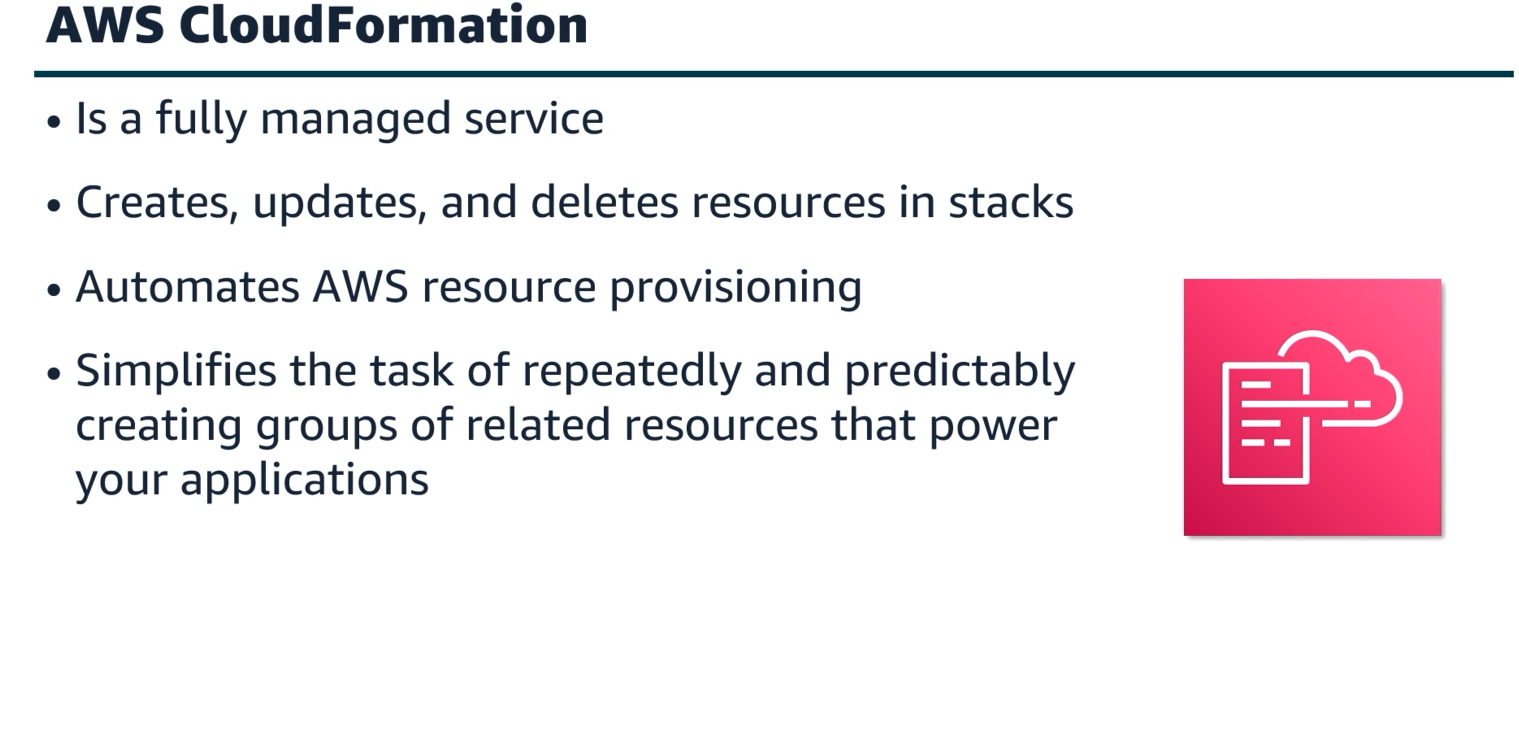 AWS CloudFormation
• Is a fully managed service
• Creates, updates, and deletes resources in stacks
• Automates AWS resource provisioning
• Simplifies the task of repeatedly and predictably
creating groups of related resources that power
your applications